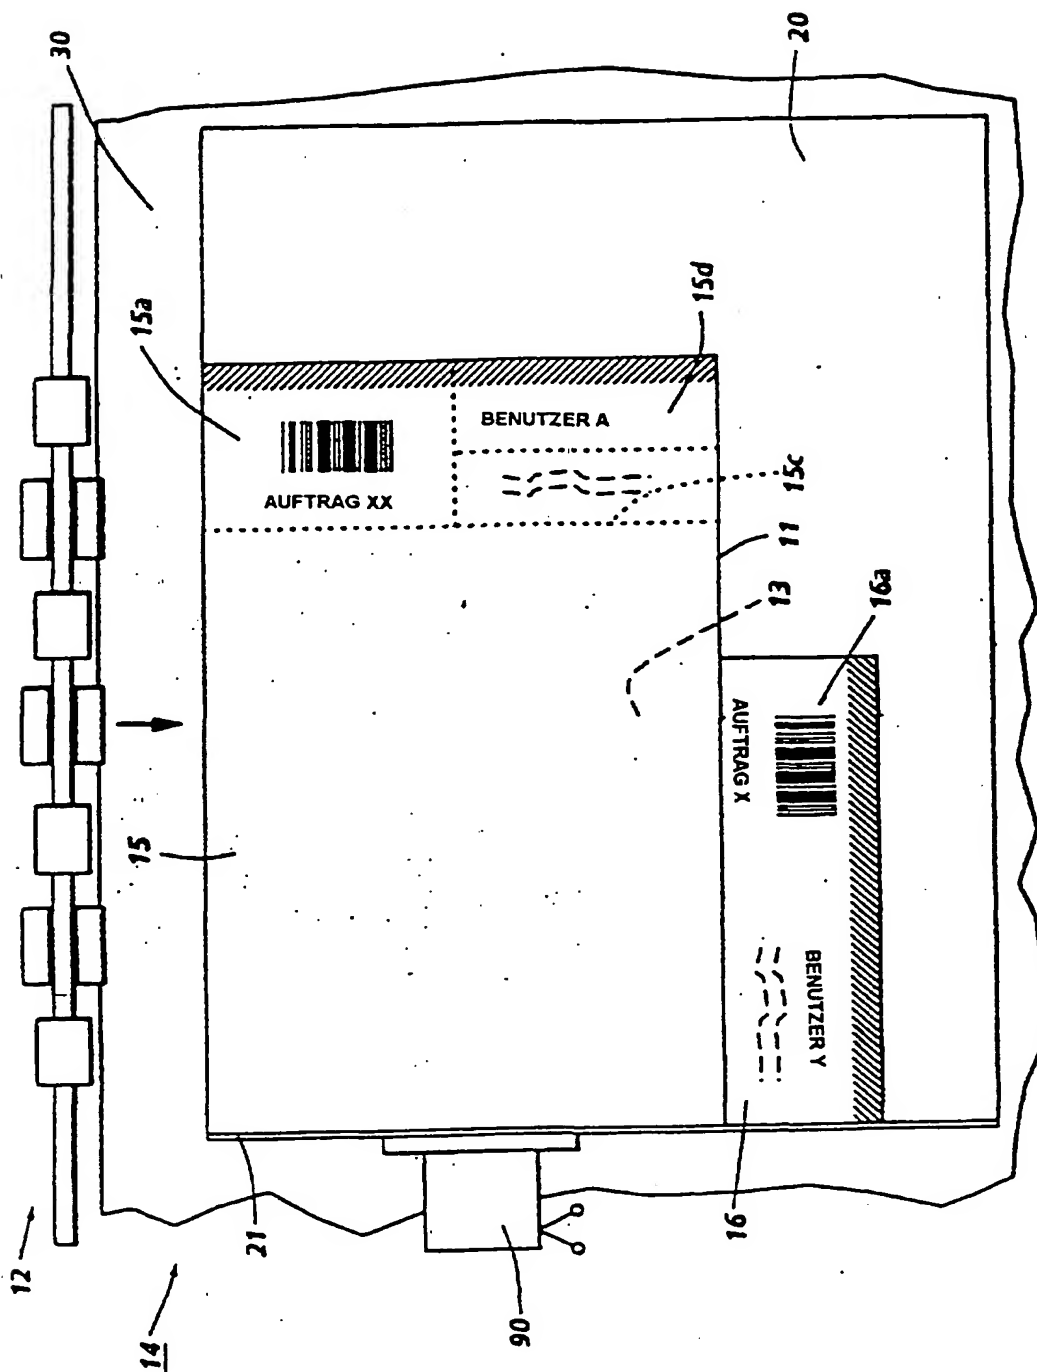 30
20
15a
15d
BENUTZER A
AUFTRAG XX
15c
11
13
16a
AUFTRAG X
15
BENUTZER Y
16
21
12
14
90